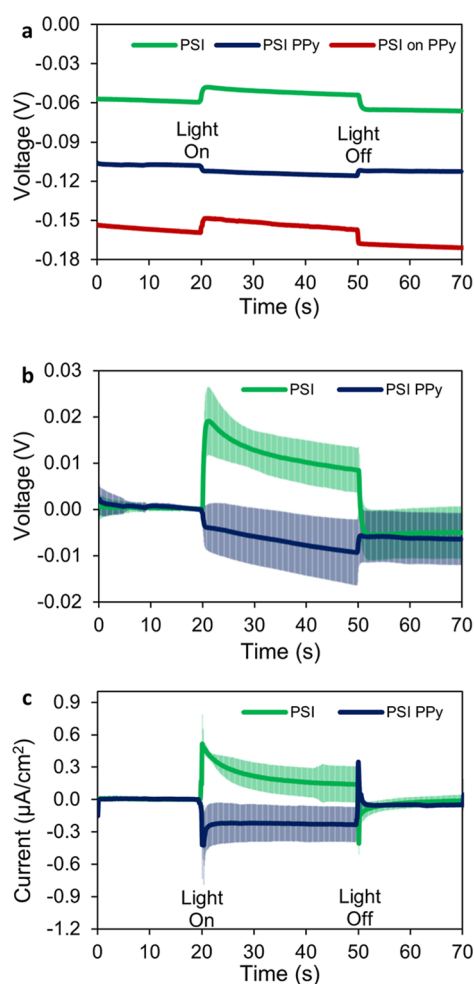 a
0.00
PSI
PSI PPy
PSI on PPy
-0.03
-0.06
-0.09
-0.12
-0.15
-0.18
Voltage (V)
Light
On
Light
Off
0 10 20 30 40 50 60 70
Time (s)
b
0.03
PSI
PSI PPy
0.02
0.01
0.00
-0.01
-0.02
Voltage (V)
0 10 20 30 40 50 60 70
Time (s)
c
0.9
PSI
PSI PPy
0.6
0.3
0.0
-0.3
-0.6
-0.9
-1.2
Current (µA/cm²)
Light
On
Light
Off
0 10 20 30 40 50 60 70
Time (s)